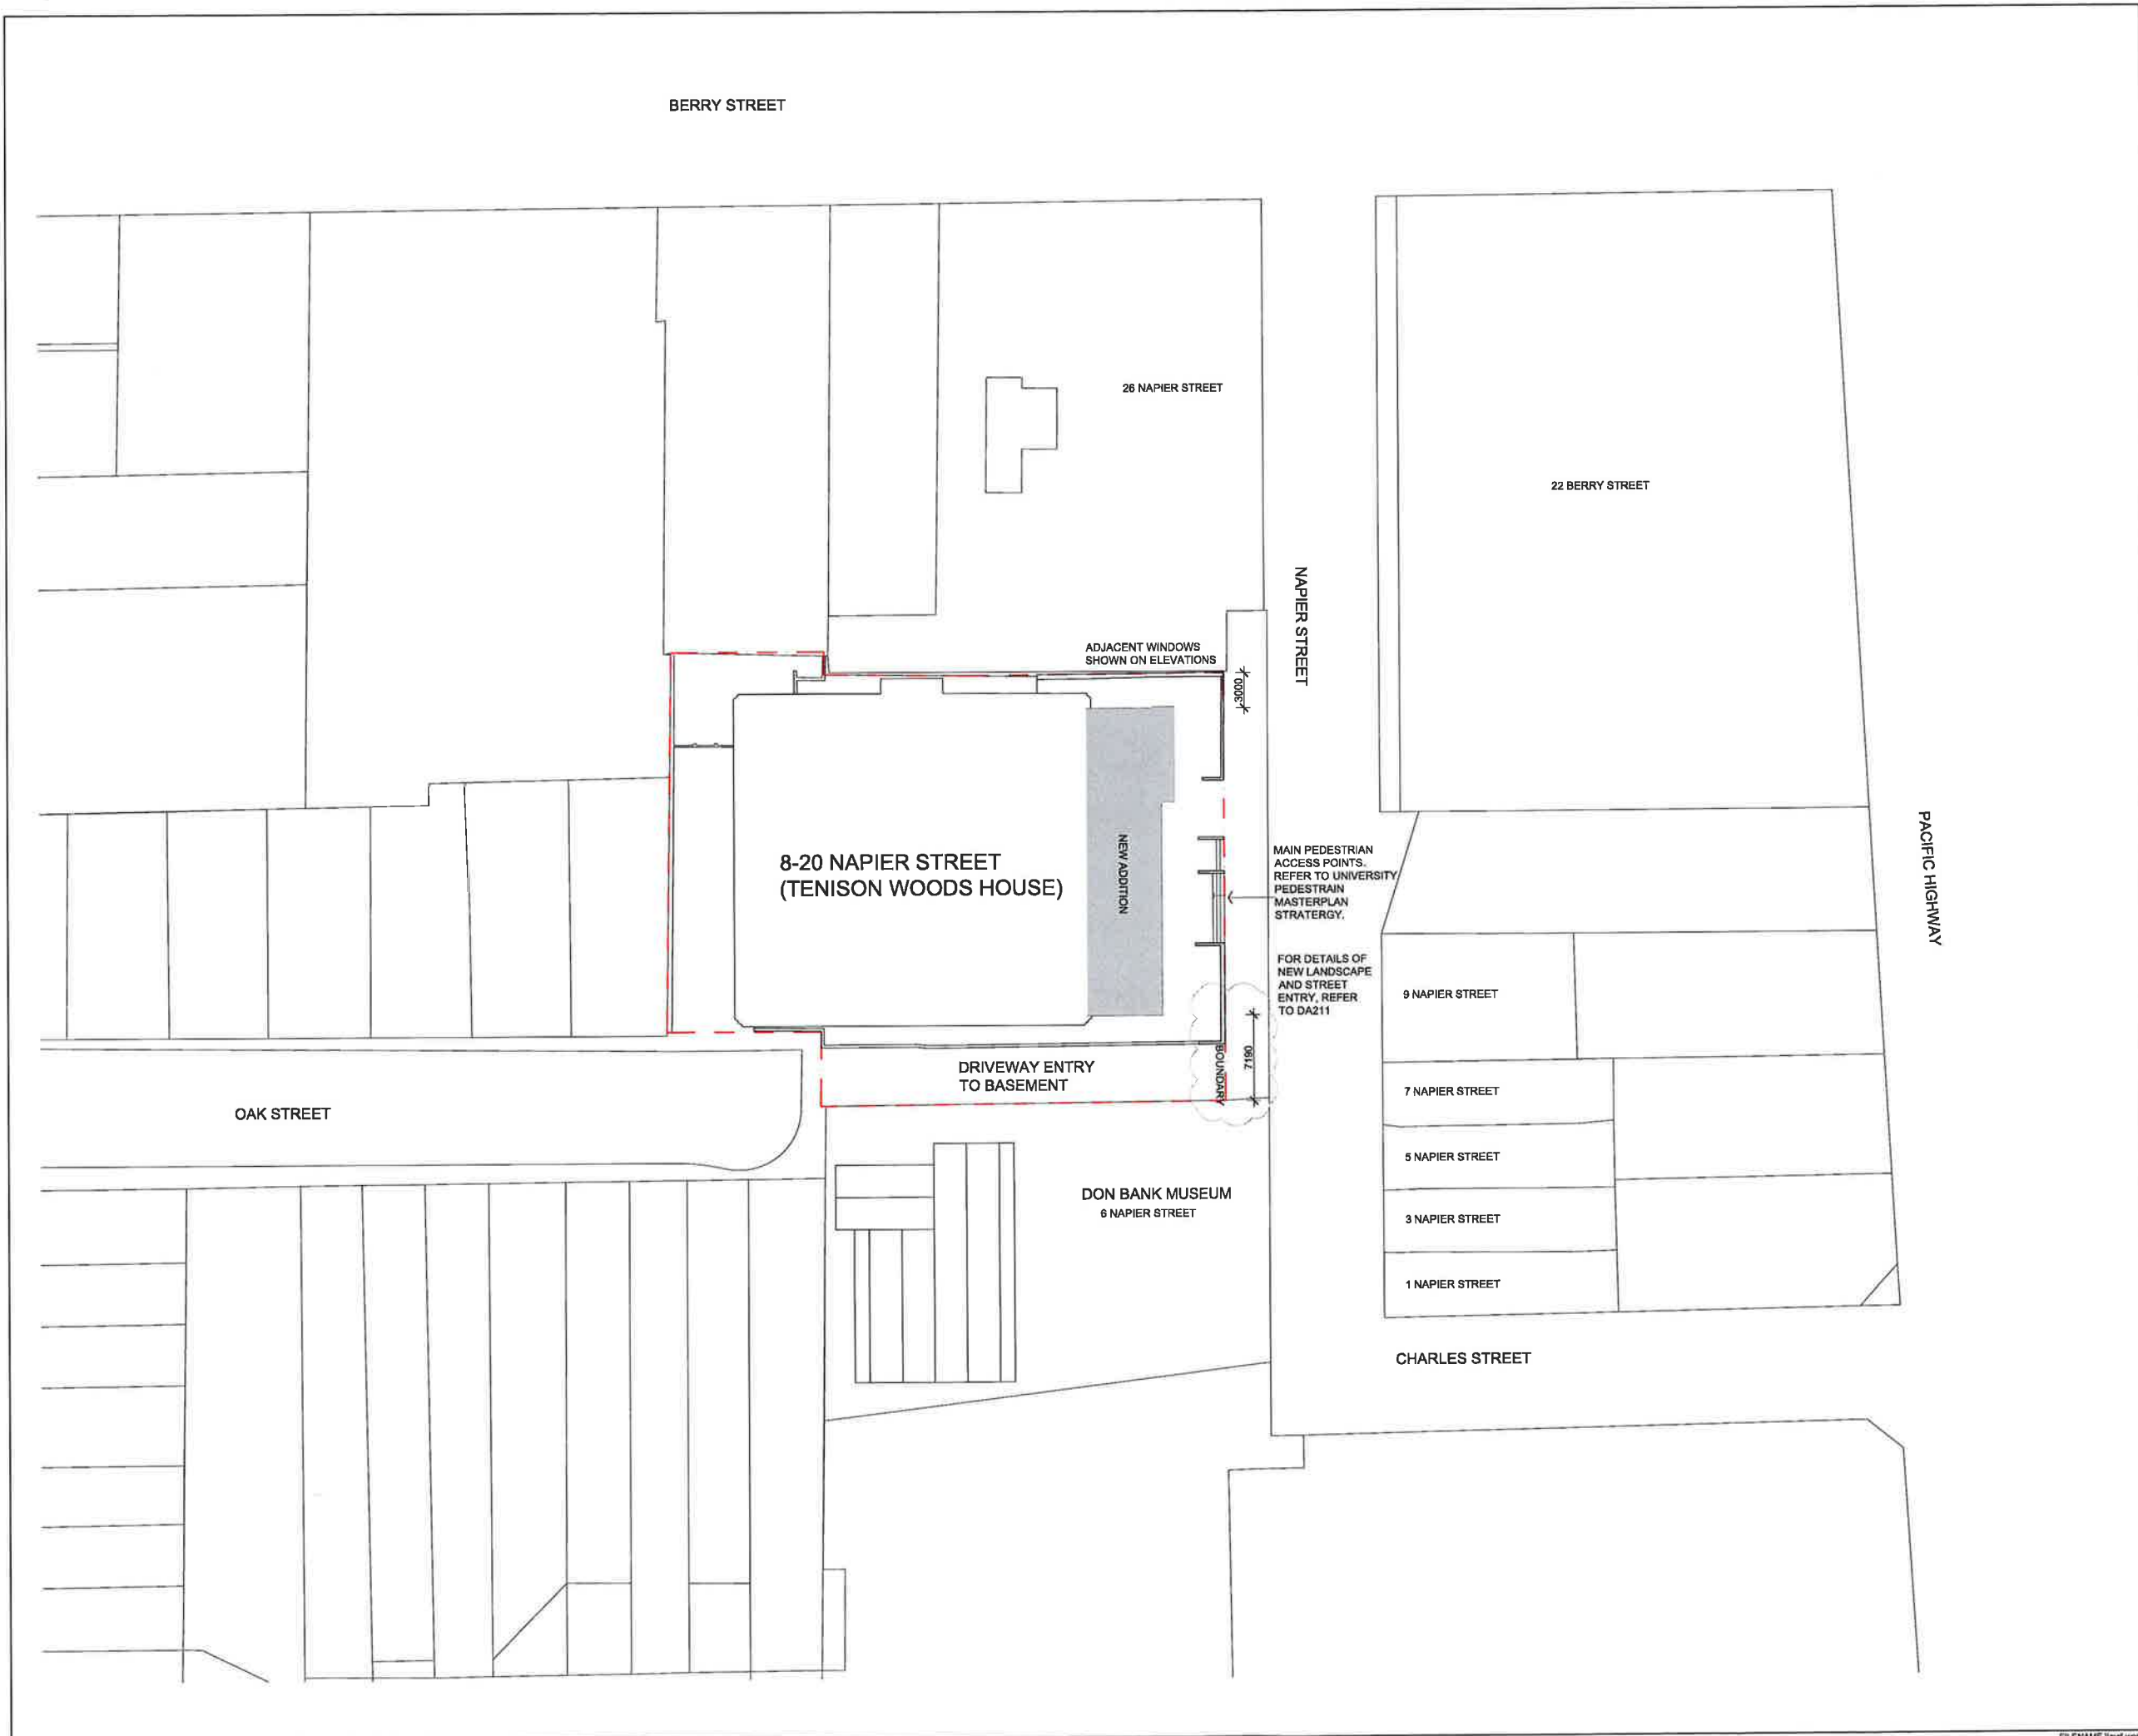 BERRY STREET
26 NAPIER STREET
22 BERRY STREET
NAPIER STREET
ADJACENT WINDOWS
SHOWN ON ELEVATIONS
3000
8-20 NAPIER STREET
(TENISON WOODS HOUSE)
NEW ADDITION
MAIN PEDESTRIAN
ACCESS POINTS.
REFER TO UNIVERSITY
PEDESTRAIN
MASTERPLAN
STRATERGY.
PACIFIC HIGHWAY
FOR DETAILS OF
NEW LANDSCAPE
AND STREET
ENTRY, REFER
TO DA211
9 NAPIER STREET
DRIVEWAY ENTRY
TO BASEMENT
BOUNDARY
7190
7 NAPIER STREET
OAK STREET
5 NAPIER STREET
DON BANK MUSEUM
6 NAPIER STREET
3 NAPIER STREET
1 NAPIER STREET
CHARLES STREET